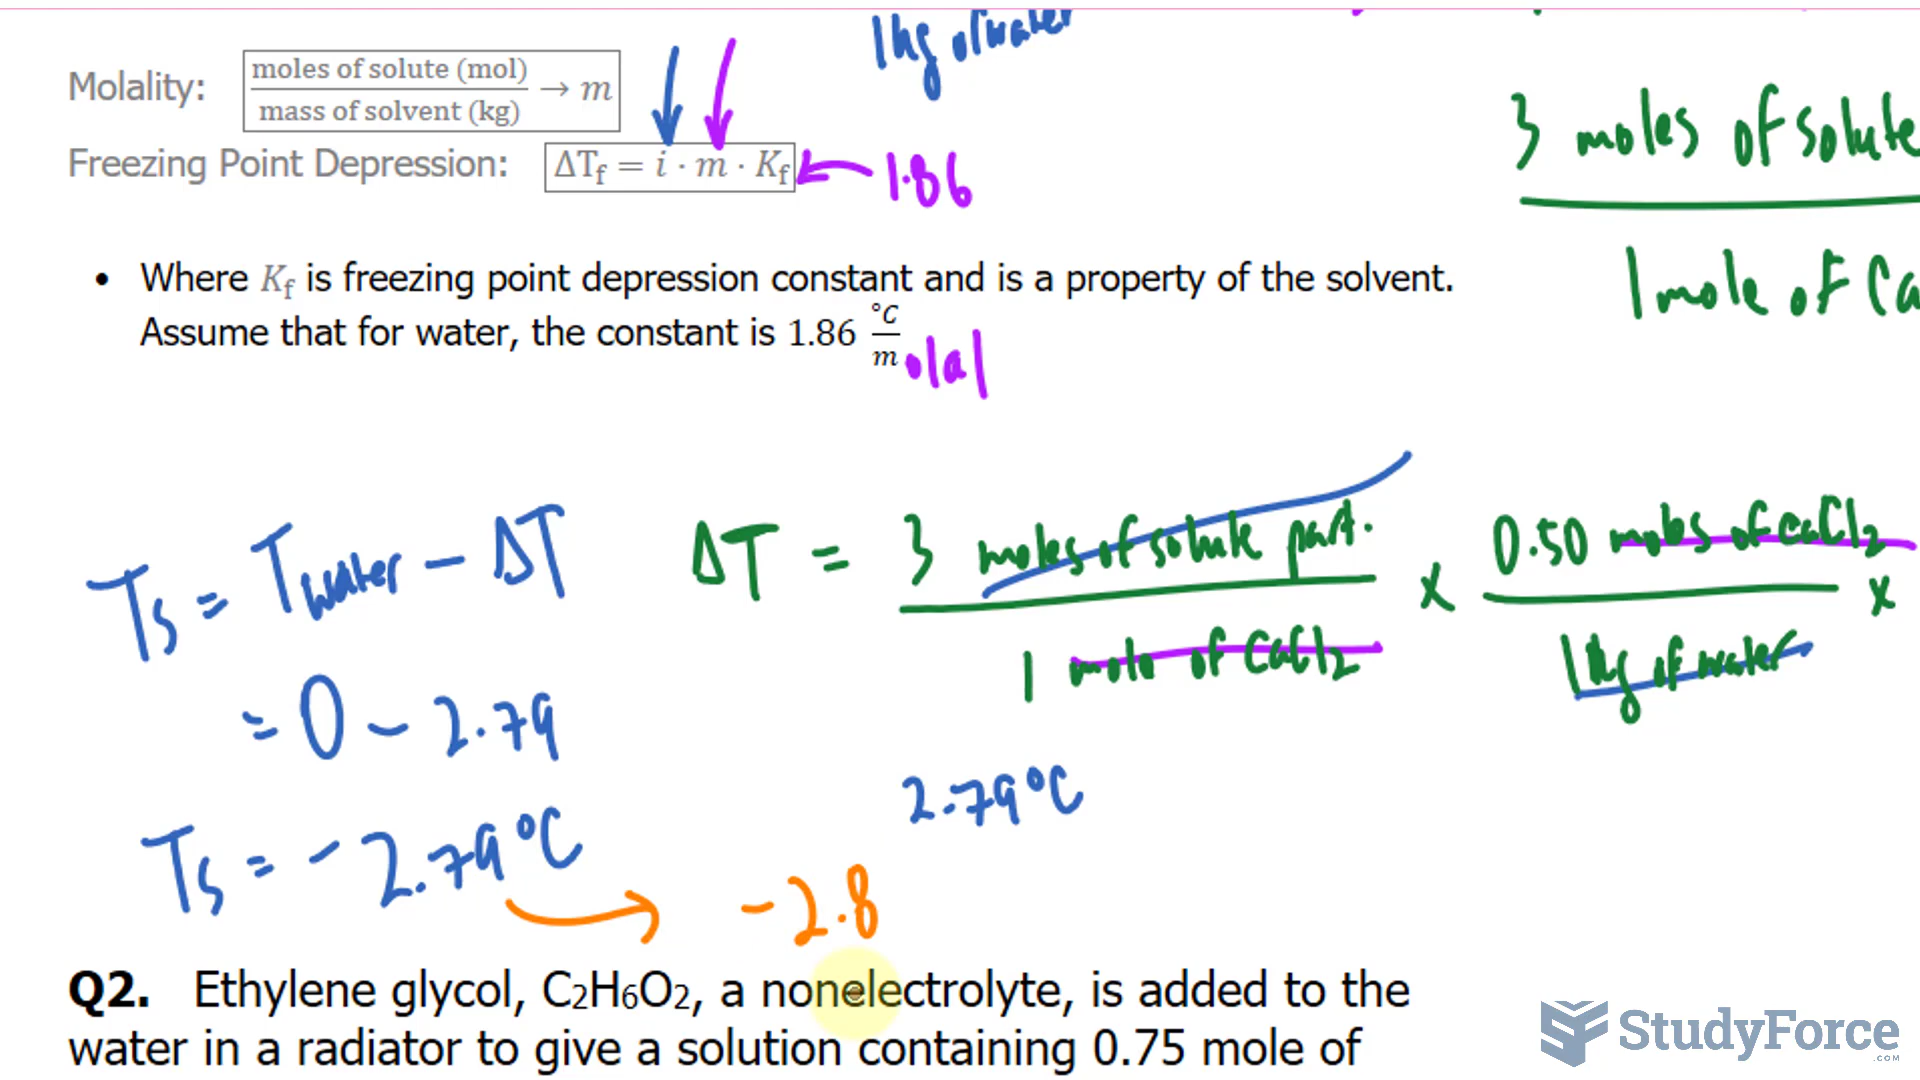 1kg of water
Molality: moles of solute (mol) / mass of solvent (kg) → m
3 moles of solute
1 mole of Ca
Freezing Point Depression: ΔTf = i · m · Kf
1.86
• Where Kf is freezing point depression constant and is a property of the solvent.
Assume that for water, the constant is 1.86 °C/m
olal
Ts = Twater − ΔT
= 0 − 2.79
Ts = −2.79°C
ΔT = 3 moles of solute part. / 1 mole of CaCl2 × 0.50 moles of CaCl2 / 1kg of water ×
2.79°C
−2.8
Q2. Ethylene glycol, C2H6O2, a nonelectrolyte, is added to the
water in a radiator to give a solution containing 0.75 mole of
StudyForce
.COM